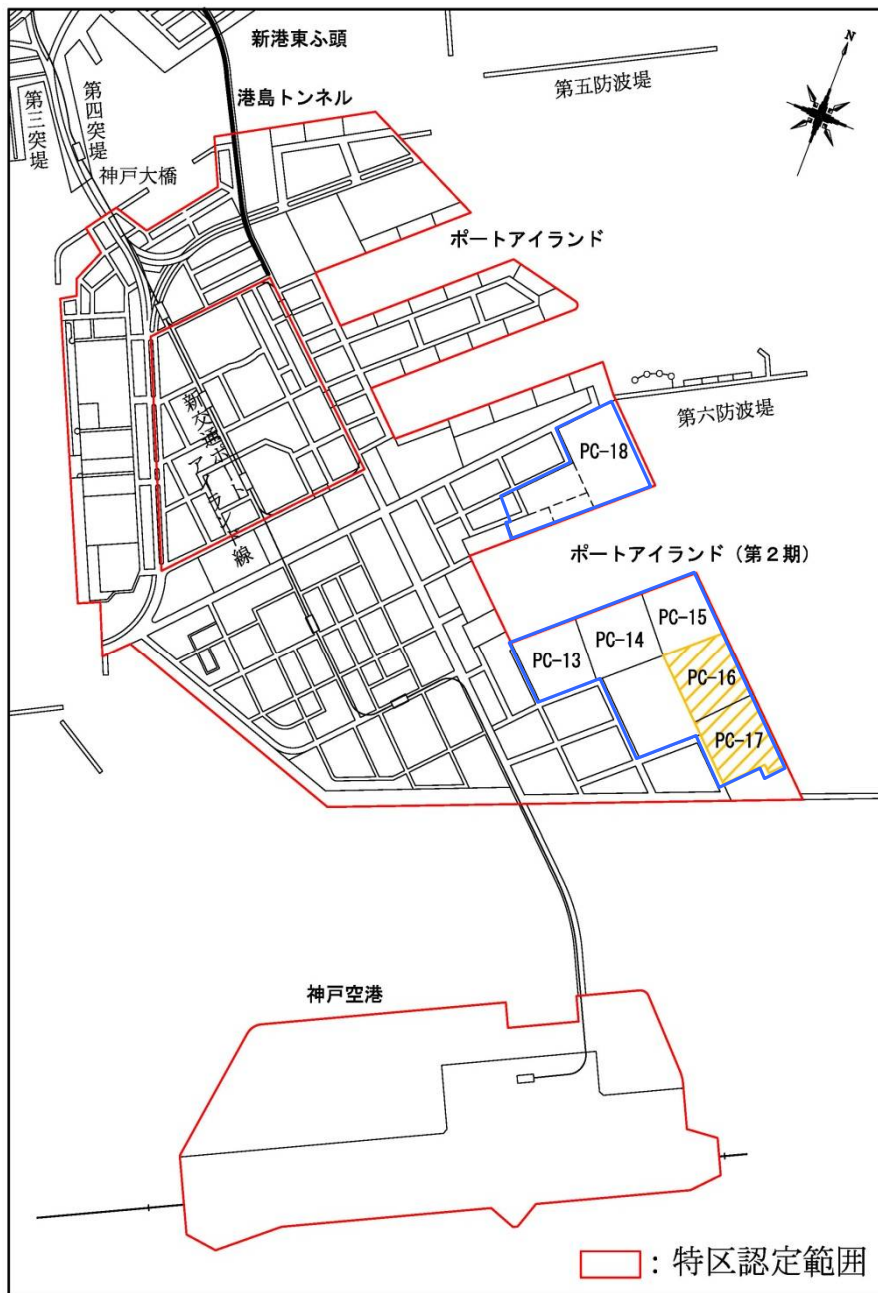 新港東ふ頭
N
第五防波堤
港島トンネル
第四突堤
第三突堤
神戸大橋
ポートアイランド
第六防波堤
新交通ポートアイランド線
PC-18
ポートアイランド（第２期）
PC-15
PC-14
PC-13
PC-16
PC-17
神戸空港
：特区認定範囲